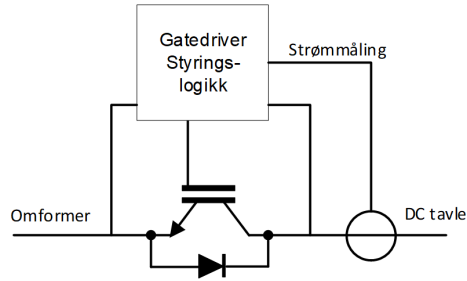 Gatedriver
Styrings-
logikk
Strømmåling
Omformer
DC tavle